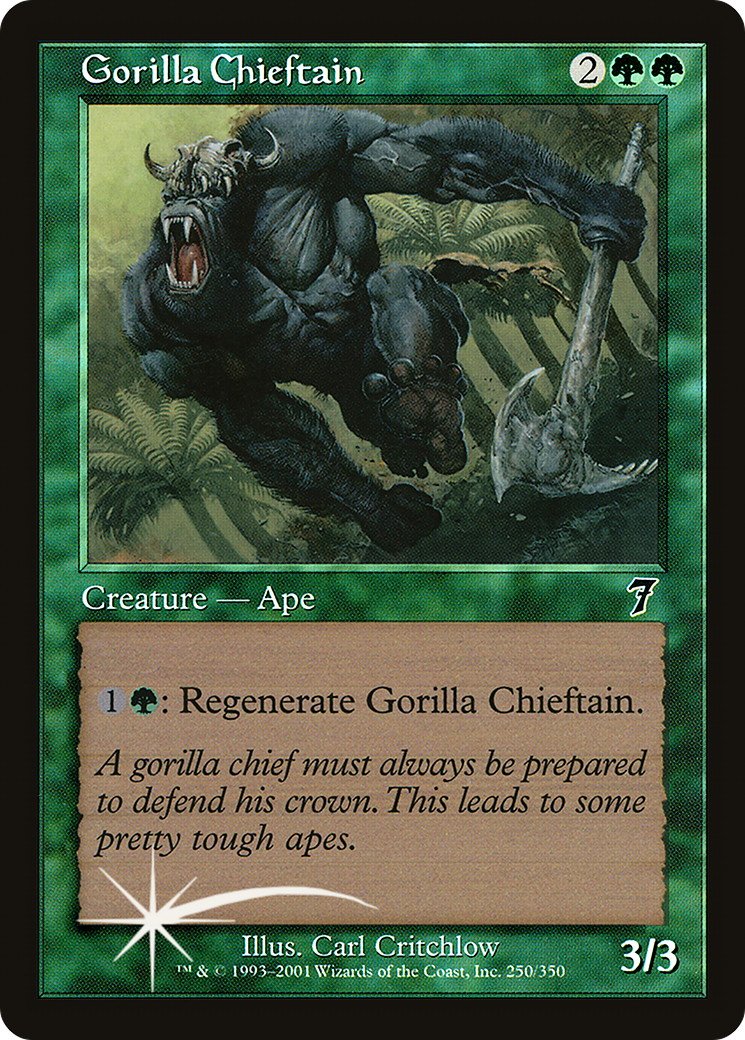 Gorilla Chieftain 2
Creature — Ape 7
1: Regenerate Gorilla Chieftain.
A gorilla chief must always be prepared
to defend his crown. This leads to some
pretty tough apes.
Illus. Carl Critchlow
™ & © 1993–2001 Wizards of the Coast, Inc. 250/350
3/3